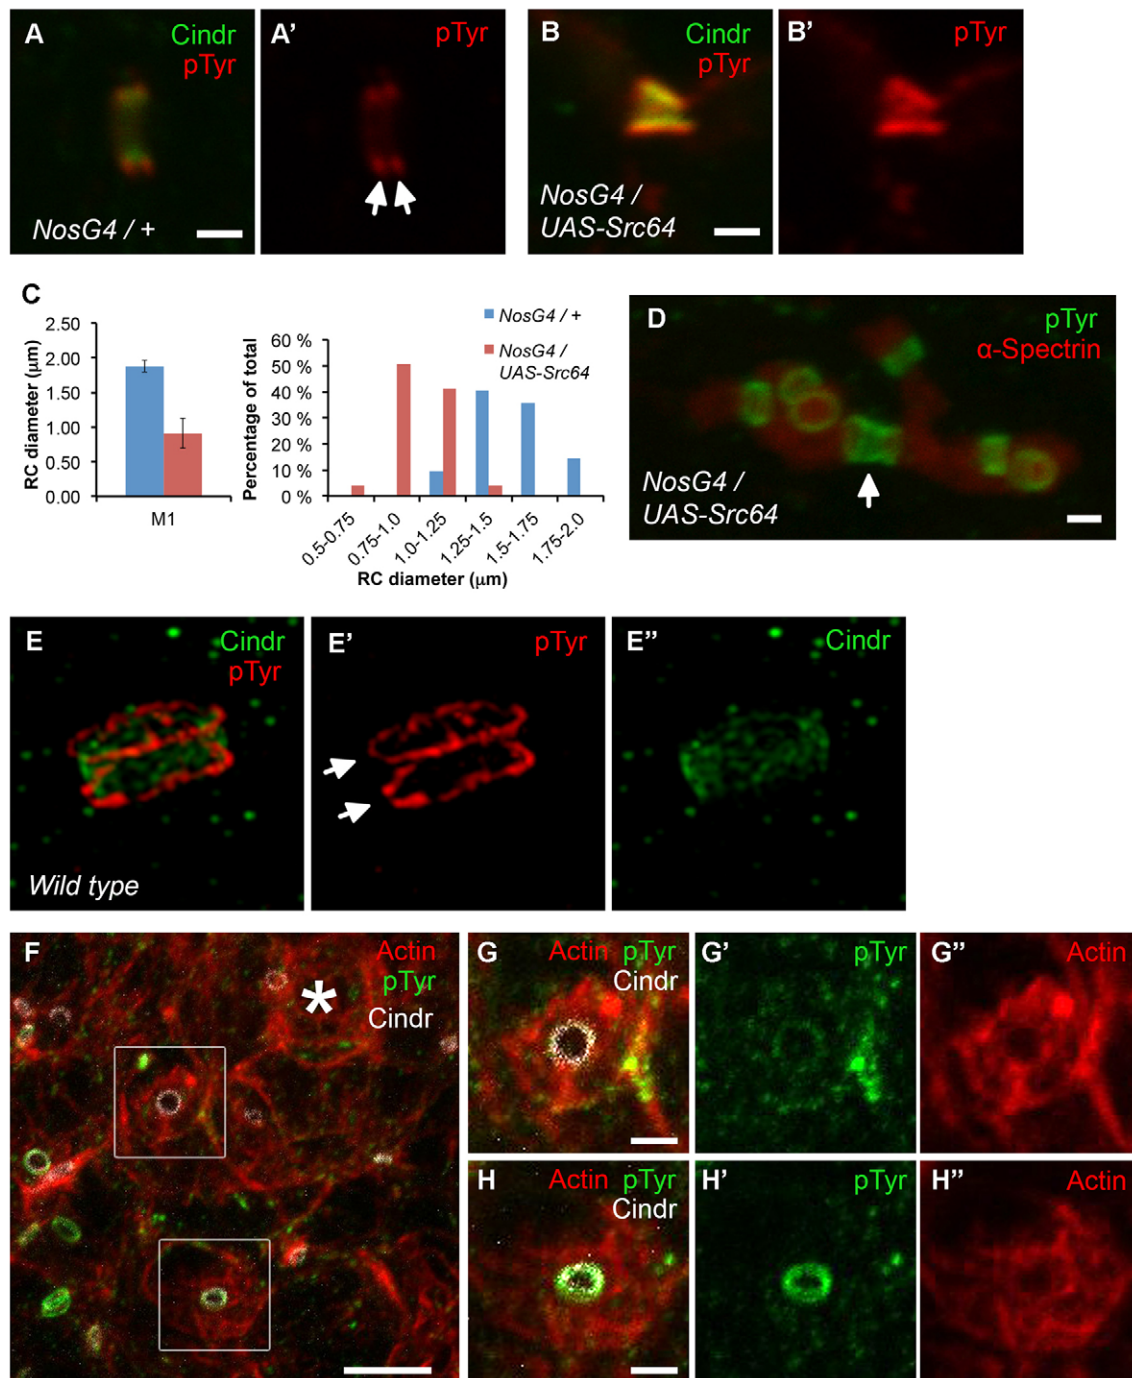 A
Cindr
pTyr
NosG4 / +
A'
pTyr
B
Cindr
pTyr
NosG4 /
UAS-Src64
B'
pTyr
C
RC diameter (μm)
2.50
2.00
1.50
1.00
0.50
0.00
M1
Percentage of total
60 %
50 %
40 %
30 %
20 %
10 %
0 %
0.5-0.75
0.75-1.0
1.0-1.25
1.25-1.5
1.5-1.75
1.75-2.0
RC diameter (μm)
NosG4 / +
NosG4 /
UAS-Src64
D
pTyr
α-Spectrin
NosG4 /
UAS-Src64
E
Cindr
pTyr
Wild type
E'
pTyr
E''
Cindr
F
Actin
pTyr
Cindr
*
G
Actin pTyr
Cindr
G'
pTyr
G''
Actin
H
Actin pTyr
Cindr
H'
pTyr
H''
Actin